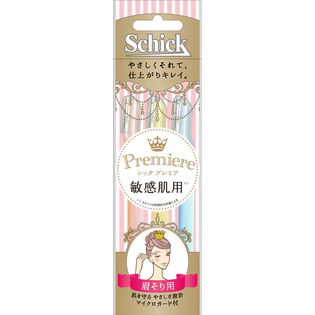 Schick
やさしくそれて、
仕上がりキレイ。
Premiere
シック プレミア
敏感肌用
眉そり用
肌を守る やさしさ設計
マイクロガード付